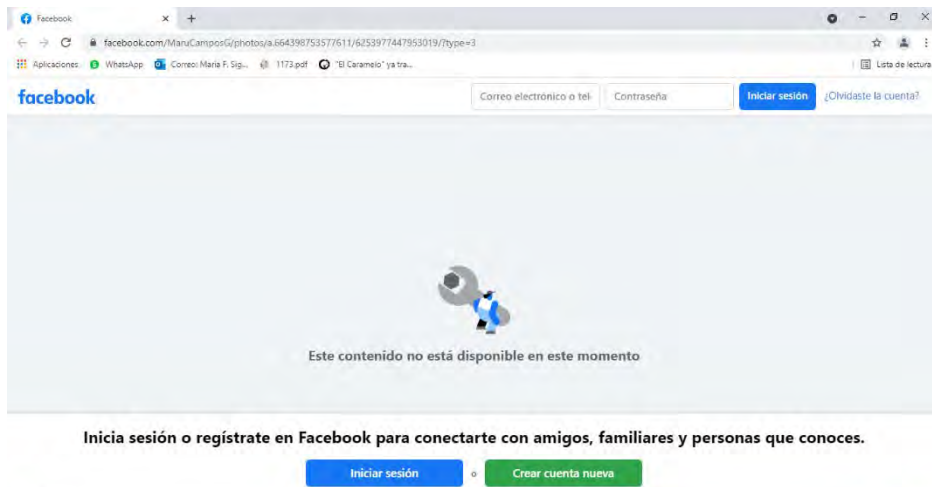 Facebook
facebook.com/MaruCamposG/photos/a.664398753577611/6253977447953019/?type=3
Aplicaciones WhatsApp Correo: Maria F. Sig... 1173.pdf "El Caramelo" ya tra... Lista de lectura
facebook Correo electrónico o tel Contraseña Iniciar sesión ¿Olvidaste la cuenta?
Este contenido no está disponible en este momento
Inicia sesión o regístrate en Facebook para conectarte con amigos, familiares y personas que conoces.
Iniciar sesión o Crear cuenta nueva